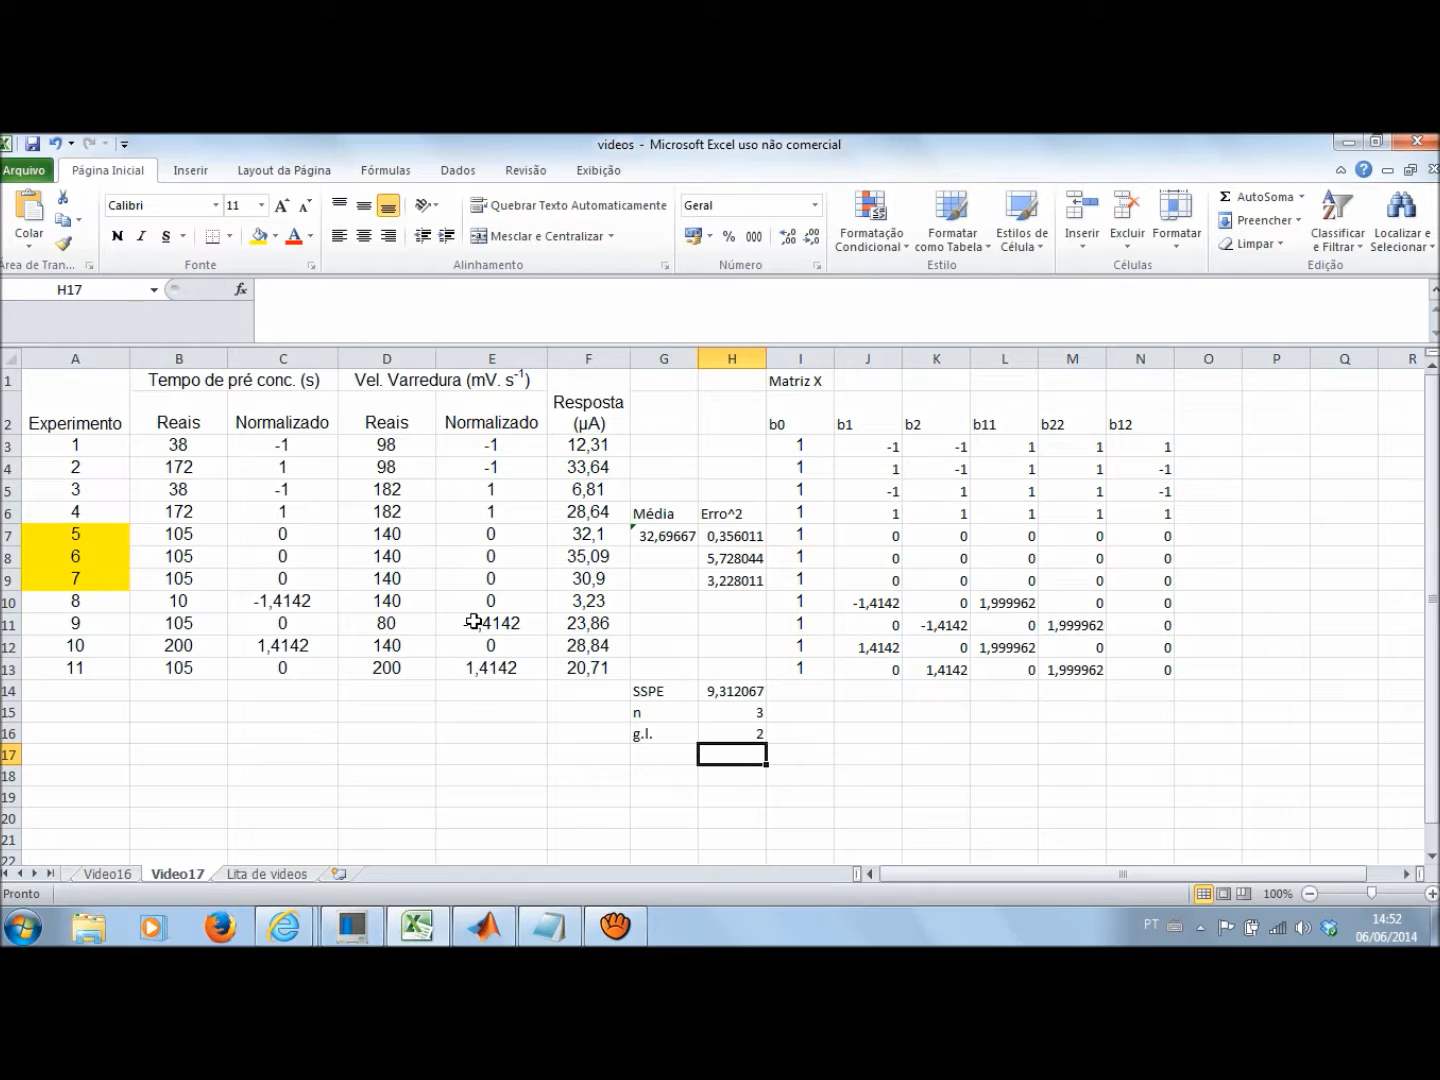 videos - Microsoft Excel uso não comercial
Arquivo Página Inicial Inserir Layout da Página Fórmulas Dados Revisão Exibição
Calibri 11 Quebrar Texto Automaticamente Geral Σ AutoSoma
Preencher
Colar N I S Mesclar e Centralizar % 000 Formatação Condicional Formatar como Tabela Estilos de Célula Inserir Excluir Formatar Limpar Classificar e Filtrar Localizar e Selecionar
Área de Tran... Fonte Alinhamento Número Estilo Células Edição
H17 fx
A B C D E F G H I J K L M N O P Q R
1 Tempo de pré conc. (s) Vel. Varredura (mV. s-1) Matriz X
2 Experimento Reais Normalizado Reais Normalizado Resposta (µA) b0 b1 b2 b11 b22 b12
3 1 38 -1 98 -1 12,31 1 -1 -1 1 1 1
4 2 172 1 98 -1 33,64 1 1 -1 1 1 -1
5 3 38 -1 182 1 6,81 1 -1 1 1 1 -1
6 4 172 1 182 1 28,64 Média Erro^2 1 1 1 1 1 1
7 5 105 0 140 0 32,1 32,69667 0,356011 1 0 0 0 0 0
8 6 105 0 140 0 35,09 5,728044 1 0 0 0 0 0
9 7 105 0 140 0 30,9 3,228011 1 0 0 0 0 0
10 8 10 -1,4142 140 0 3,23 1 -1,4142 0 1,999962 0 0
11 9 105 0 80 -1,4142 23,86 1 0 -1,4142 0 1,999962 0
12 10 200 1,4142 140 0 28,84 1 1,4142 0 1,999962 0 0
13 11 105 0 200 1,4142 20,71 1 0 1,4142 0 1,999962 0
14 SSPE 9,312067
15 n 3
16 g.l. 2
17
18
19
20
21
22
Video16 Video17 Lita de videos
Pronto 100%
PT 14:52
06/06/2014